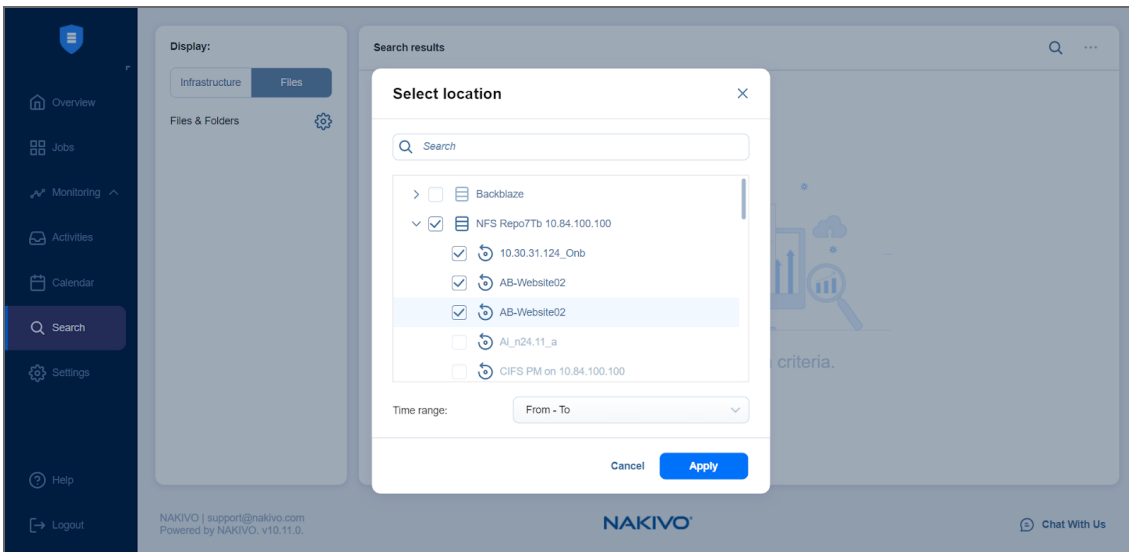 Overview
Jobs
Monitoring
Activities
Calendar
Search
Settings
Help
Logout
Display:
Infrastructure Files
Files & Folders
Search results
Select location
Search
Backblaze
NFS Repo7Tb 10.84.100.100
10.30.31.124_Onb
AB-Website02
AB-Website02
Ai_n24.11_a
CIFS PM on 10.84.100.100
Time range: From - To
Cancel Apply
criteria.
NAKIVO | support@nakivo.com
Powered by NAKIVO. v10.11.0.
NAKIVO
Chat With Us